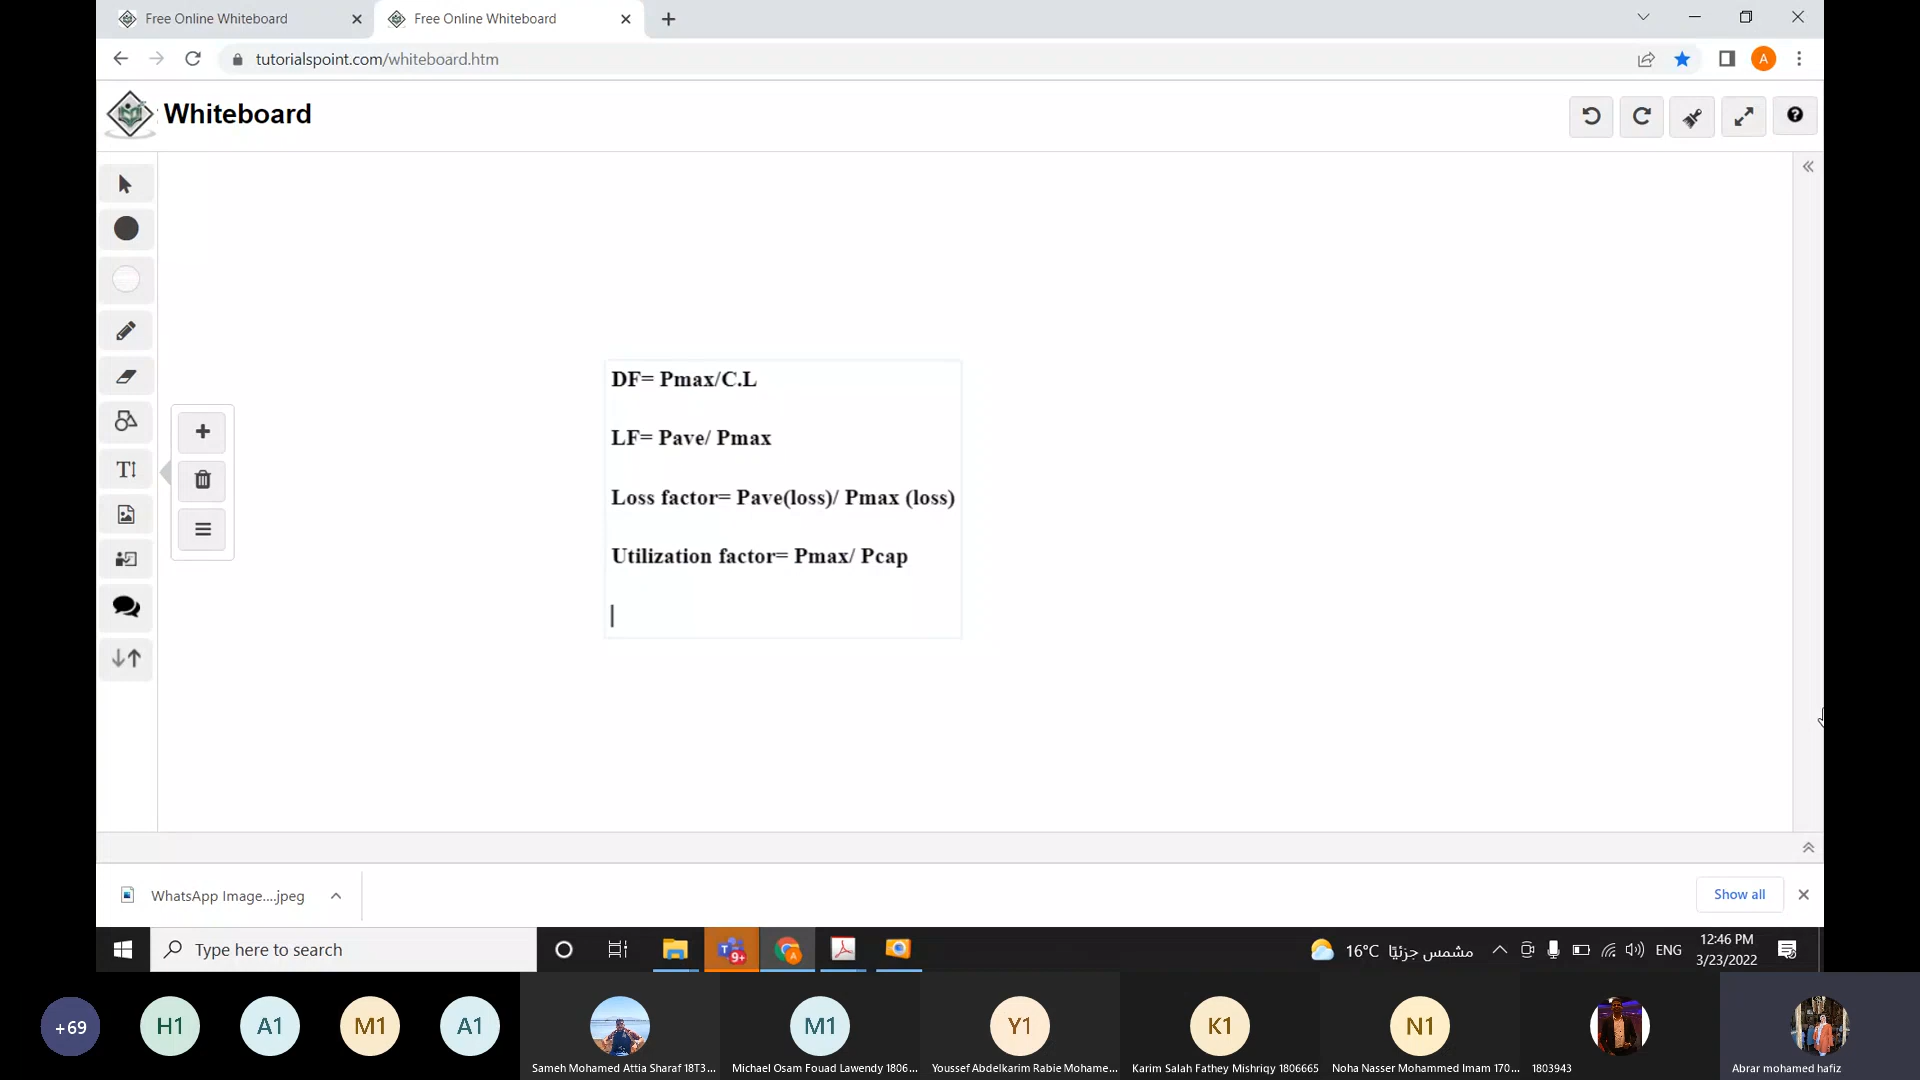 Free Online Whiteboard
Free Online Whiteboard
tutorialspoint.com/whiteboard.htm
A
Whiteboard
DF= Pmax/C.L
LF= Pave/ Pmax
Loss factor= Pave(loss)/ Pmax (loss)
Utilization factor= Pmax/ Pcap
WhatsApp Image....jpeg
Show all
Type here to search
9+
16°C مشمس جزئيًا
ENG
12:46 PM
3/23/2022
+69
H1
A1
M1
A1
M1
Y1
K1
N1
Sameh Mohamed Attia Sharaf 18T3...
Michael Osam Fouad Lawendy 1806...
Youssef Abdelkarim Rabie Mohame...
Karim Salah Fathey Mishriqy 1806665
Noha Nasser Mohammed Imam 170...
1803943
Abrar mohamed hafiz